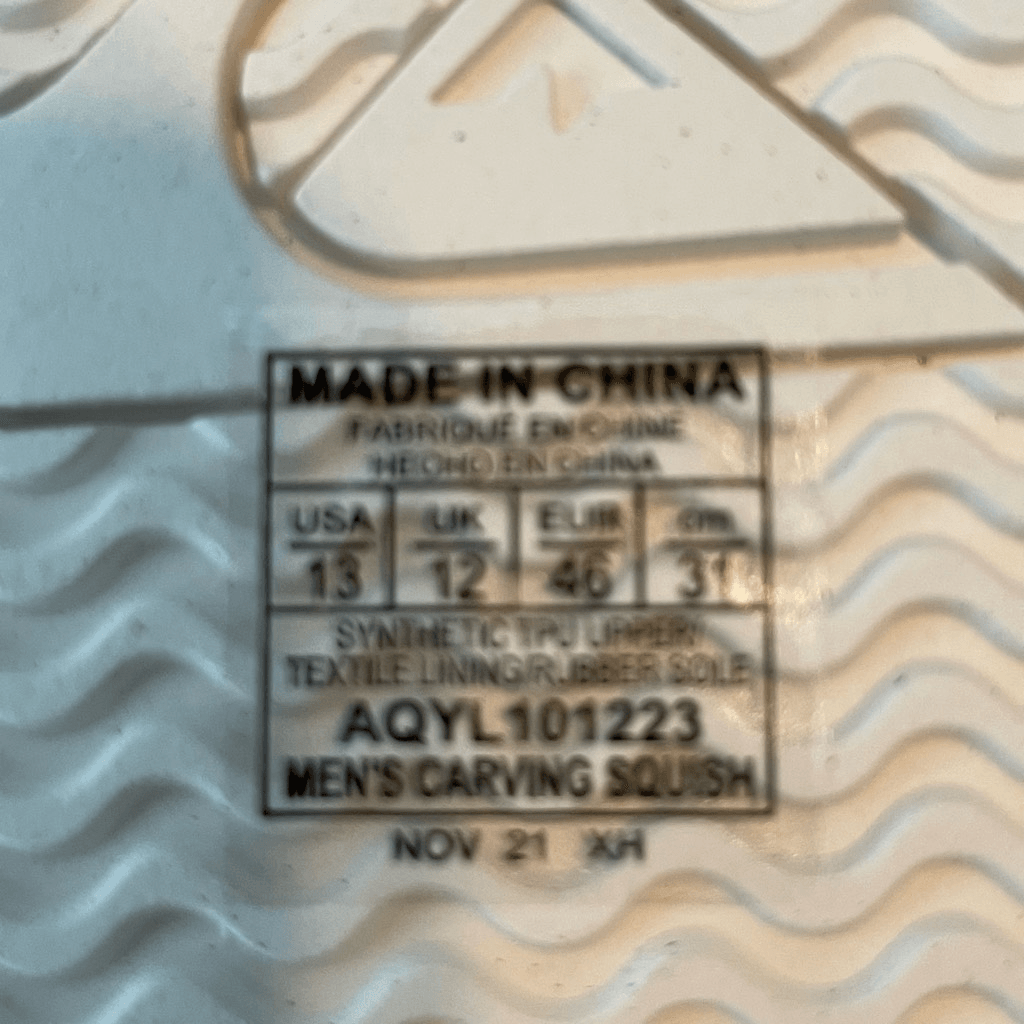 MADE IN CHINA
FABRIQUÉ EN CHINE
HECHO EN CHINA
USA UK EUR cm
13 12 46 31
SYNTHETIC TPU UPPER/
TEXTILE LINING/RUBBER SOLE
AQYL101223
MEN'S CARVING SQUISH
NOV 21 XH